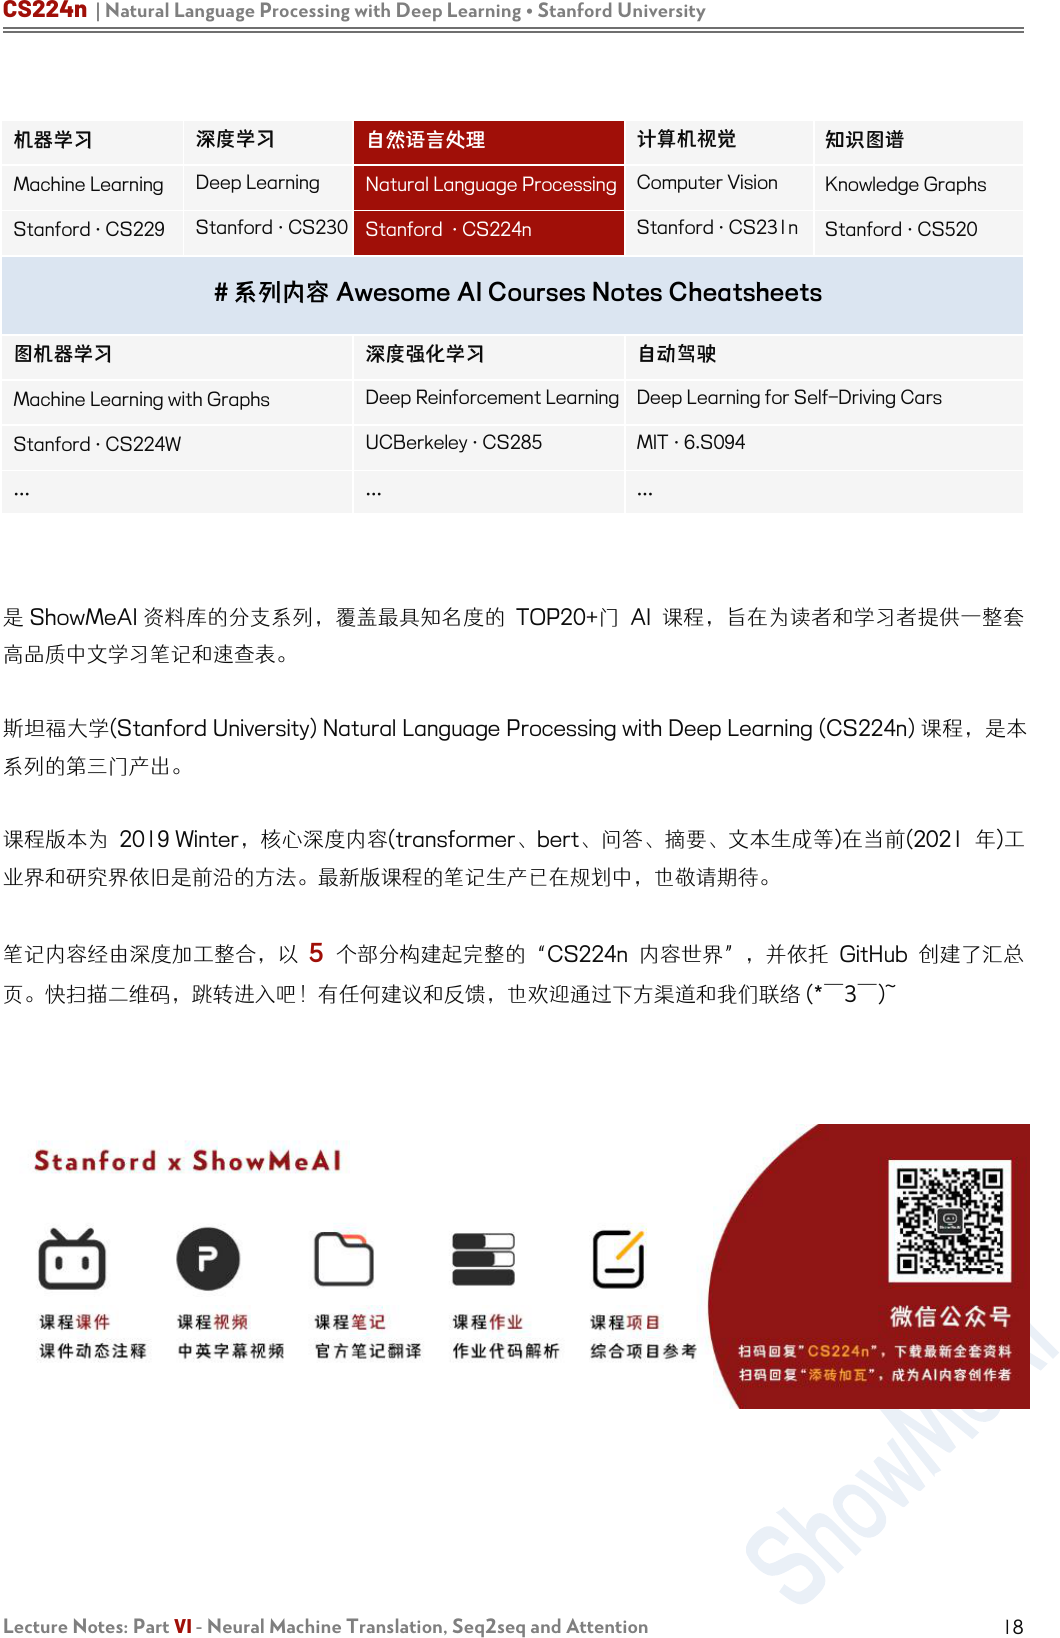 CS224n | Natural Language Processing with Deep Learning • Stanford University
机器学习 深度学习 自然语言处理 计算机视觉 知识图谱
Machine Learning Deep Learning Natural Language Processing Computer Vision Knowledge Graphs
Stanford · CS229 Stanford · CS230 Stanford · CS224n Stanford · CS231n Stanford · CS520
# 系列内容 Awesome AI Courses Notes Cheatsheets
图机器学习 深度强化学习 自动驾驶
Machine Learning with Graphs Deep Reinforcement Learning Deep Learning for Self-Driving Cars
Stanford · CS224W UCBerkeley · CS285 MIT · 6.S094
... ... ...
是 ShowMeAI 资料库的分支系列，覆盖最具知名度的 TOP20+门 AI 课程，旨在为读者和学习者提供一整套
高品质中文学习笔记和速查表。
斯坦福大学(Stanford University) Natural Language Processing with Deep Learning (CS224n) 课程，是本
系列的第三门产出。
课程版本为 2019 Winter，核心深度内容(transformer、bert、问答、摘要、文本生成等)在当前(2021 年)工
业界和研究界依旧是前沿的方法。最新版课程的笔记生产已在规划中，也敬请期待。
笔记内容经由深度加工整合，以 5 个部分构建起完整的“CS224n 内容世界”，并依托 GitHub 创建了汇总
页。快扫描二维码，跳转进入吧！有任何建议和反馈，也欢迎通过下方渠道和我们联络 (*￣3￣)~
Stanford x ShowMeAI
课程课件 课程视频 课程笔记 课程作业 课程项目
课件动态注释 中英字幕视频 官方笔记翻译 作业代码解析 综合项目参考
微信公众号
扫码回复”CS224n”，下载最新全套资料
扫码回复“添砖加瓦”，成为AI内容创作者
ShowMeAI
Lecture Notes: Part VI - Neural Machine Translation, Seq2seq and Attention 18